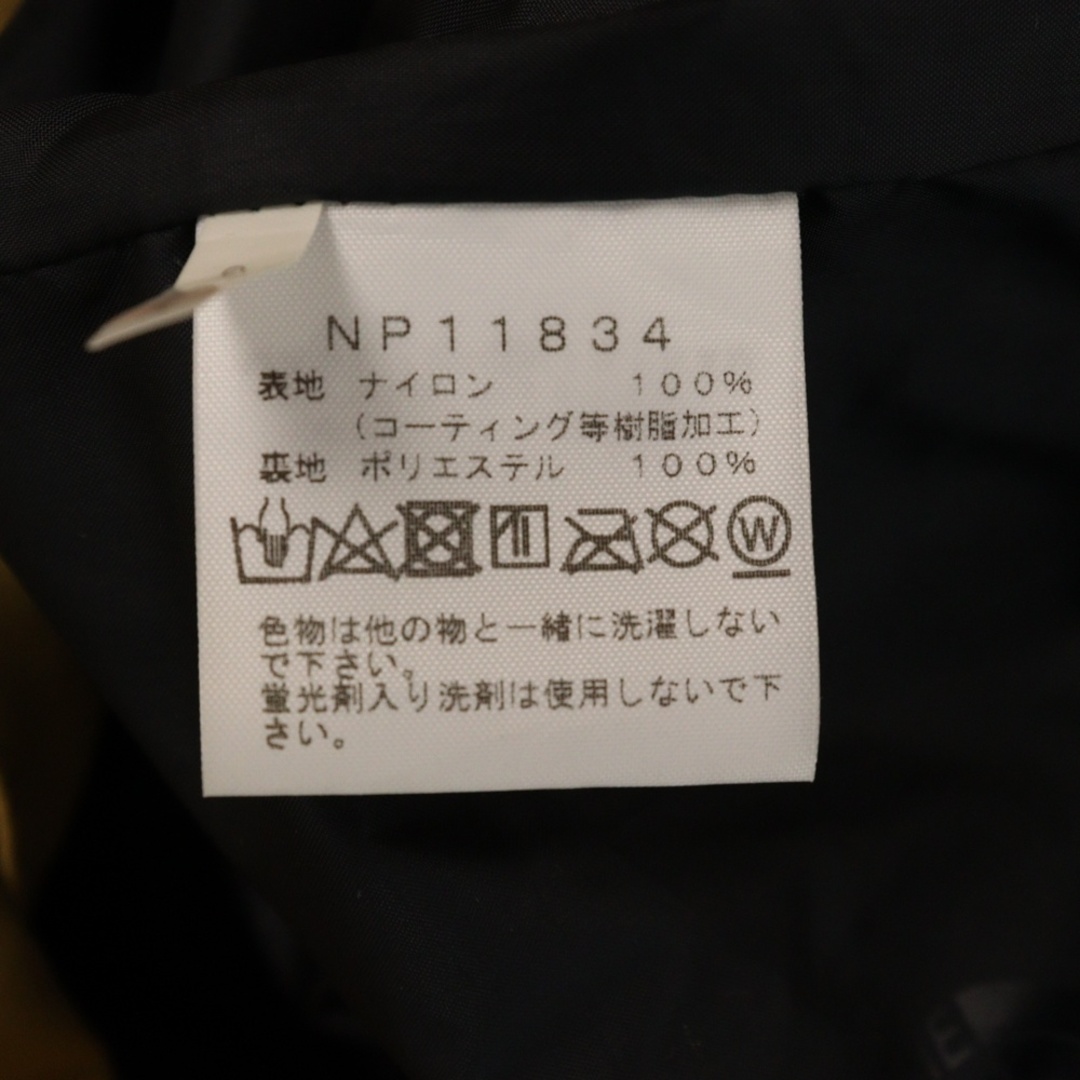 NP11834
表地 ナイロン 100%
(コーティング等樹脂加工)
裏地 ポリエステル 100%
W
色物は他の物と一緒に洗濯しない
で下さい。
蛍光剤入り洗剤は使用しないで下
さい。